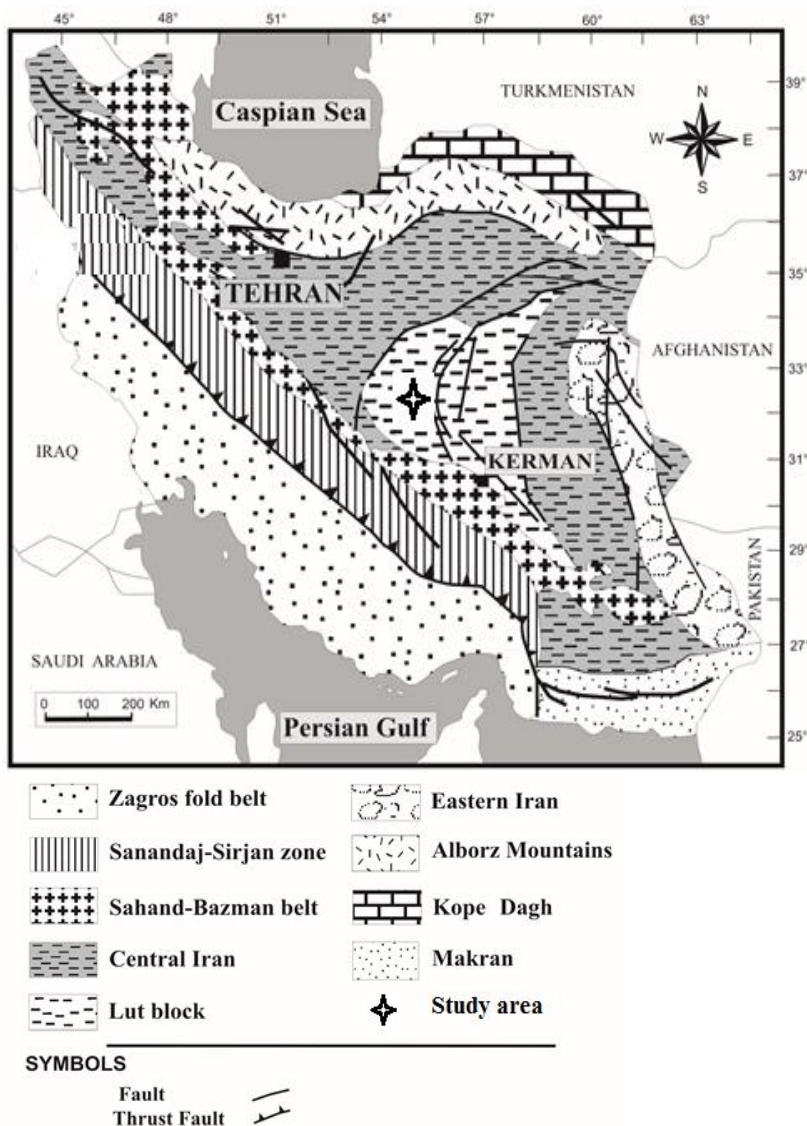 45° 48° 51° 54° 57° 60° 63°
39°
TURKMENISTAN
N
Caspian Sea
W E
S
37°
35°
TEHRAN
AFGHANISTAN
33°
IRAQ
KERMAN
31°
PAKISTAN
29°
SAUDI ARABIA
27°
0 100 200 Km
Persian Gulf
25°
Zagros fold belt
Sanandaj-Sirjan zone
Sahand-Bazman belt
Central Iran
Lut block
Eastern Iran
Alborz Mountains
Kope Dagh
Makran
Study area
SYMBOLS
Fault
Thrust Fault